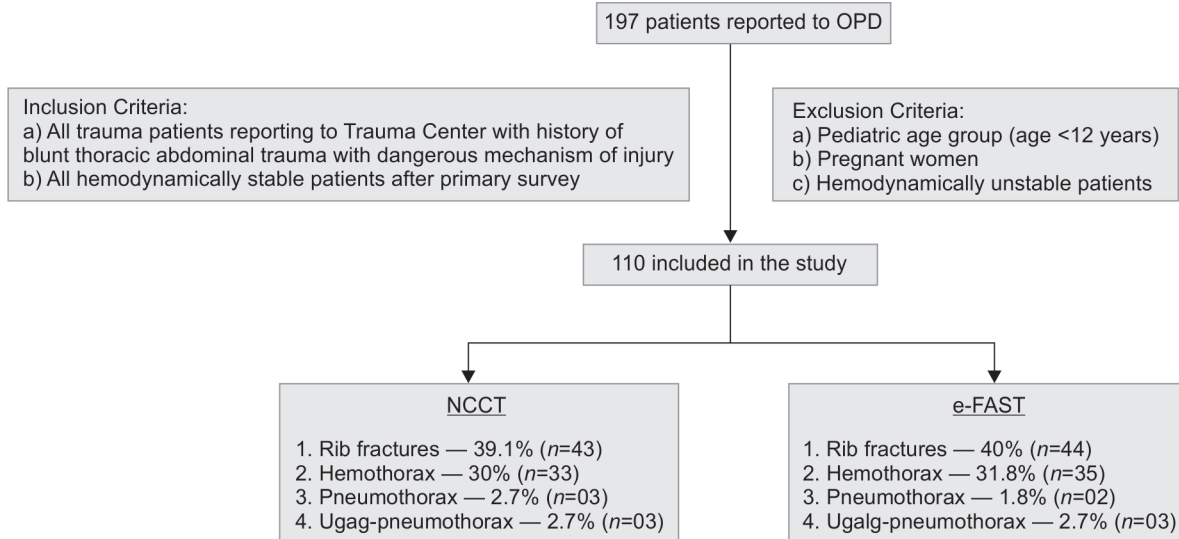 197 patients reported to OPD
Inclusion Criteria:
a) All trauma patients reporting to Trauma Center with history of
blunt thoracic abdominal trauma with dangerous mechanism of injury
b) All hemodynamically stable patients after primary survey
Exclusion Criteria:
a) Pediatric age group (age <12 years)
b) Pregnant women
c) Hemodynamically unstable patients
110 included in the study
NCCT
1. Rib fractures — 39.1% (n=43)
2. Hemothorax — 30% (n=33)
3. Pneumothorax — 2.7% (n=03)
4. Ugag-pneumothorax — 2.7% (n=03)
e-FAST
1. Rib fractures — 40% (n=44)
2. Hemothorax — 31.8% (n=35)
3. Pneumothorax — 1.8% (n=02)
4. Ugalg-pneumothorax — 2.7% (n=03)